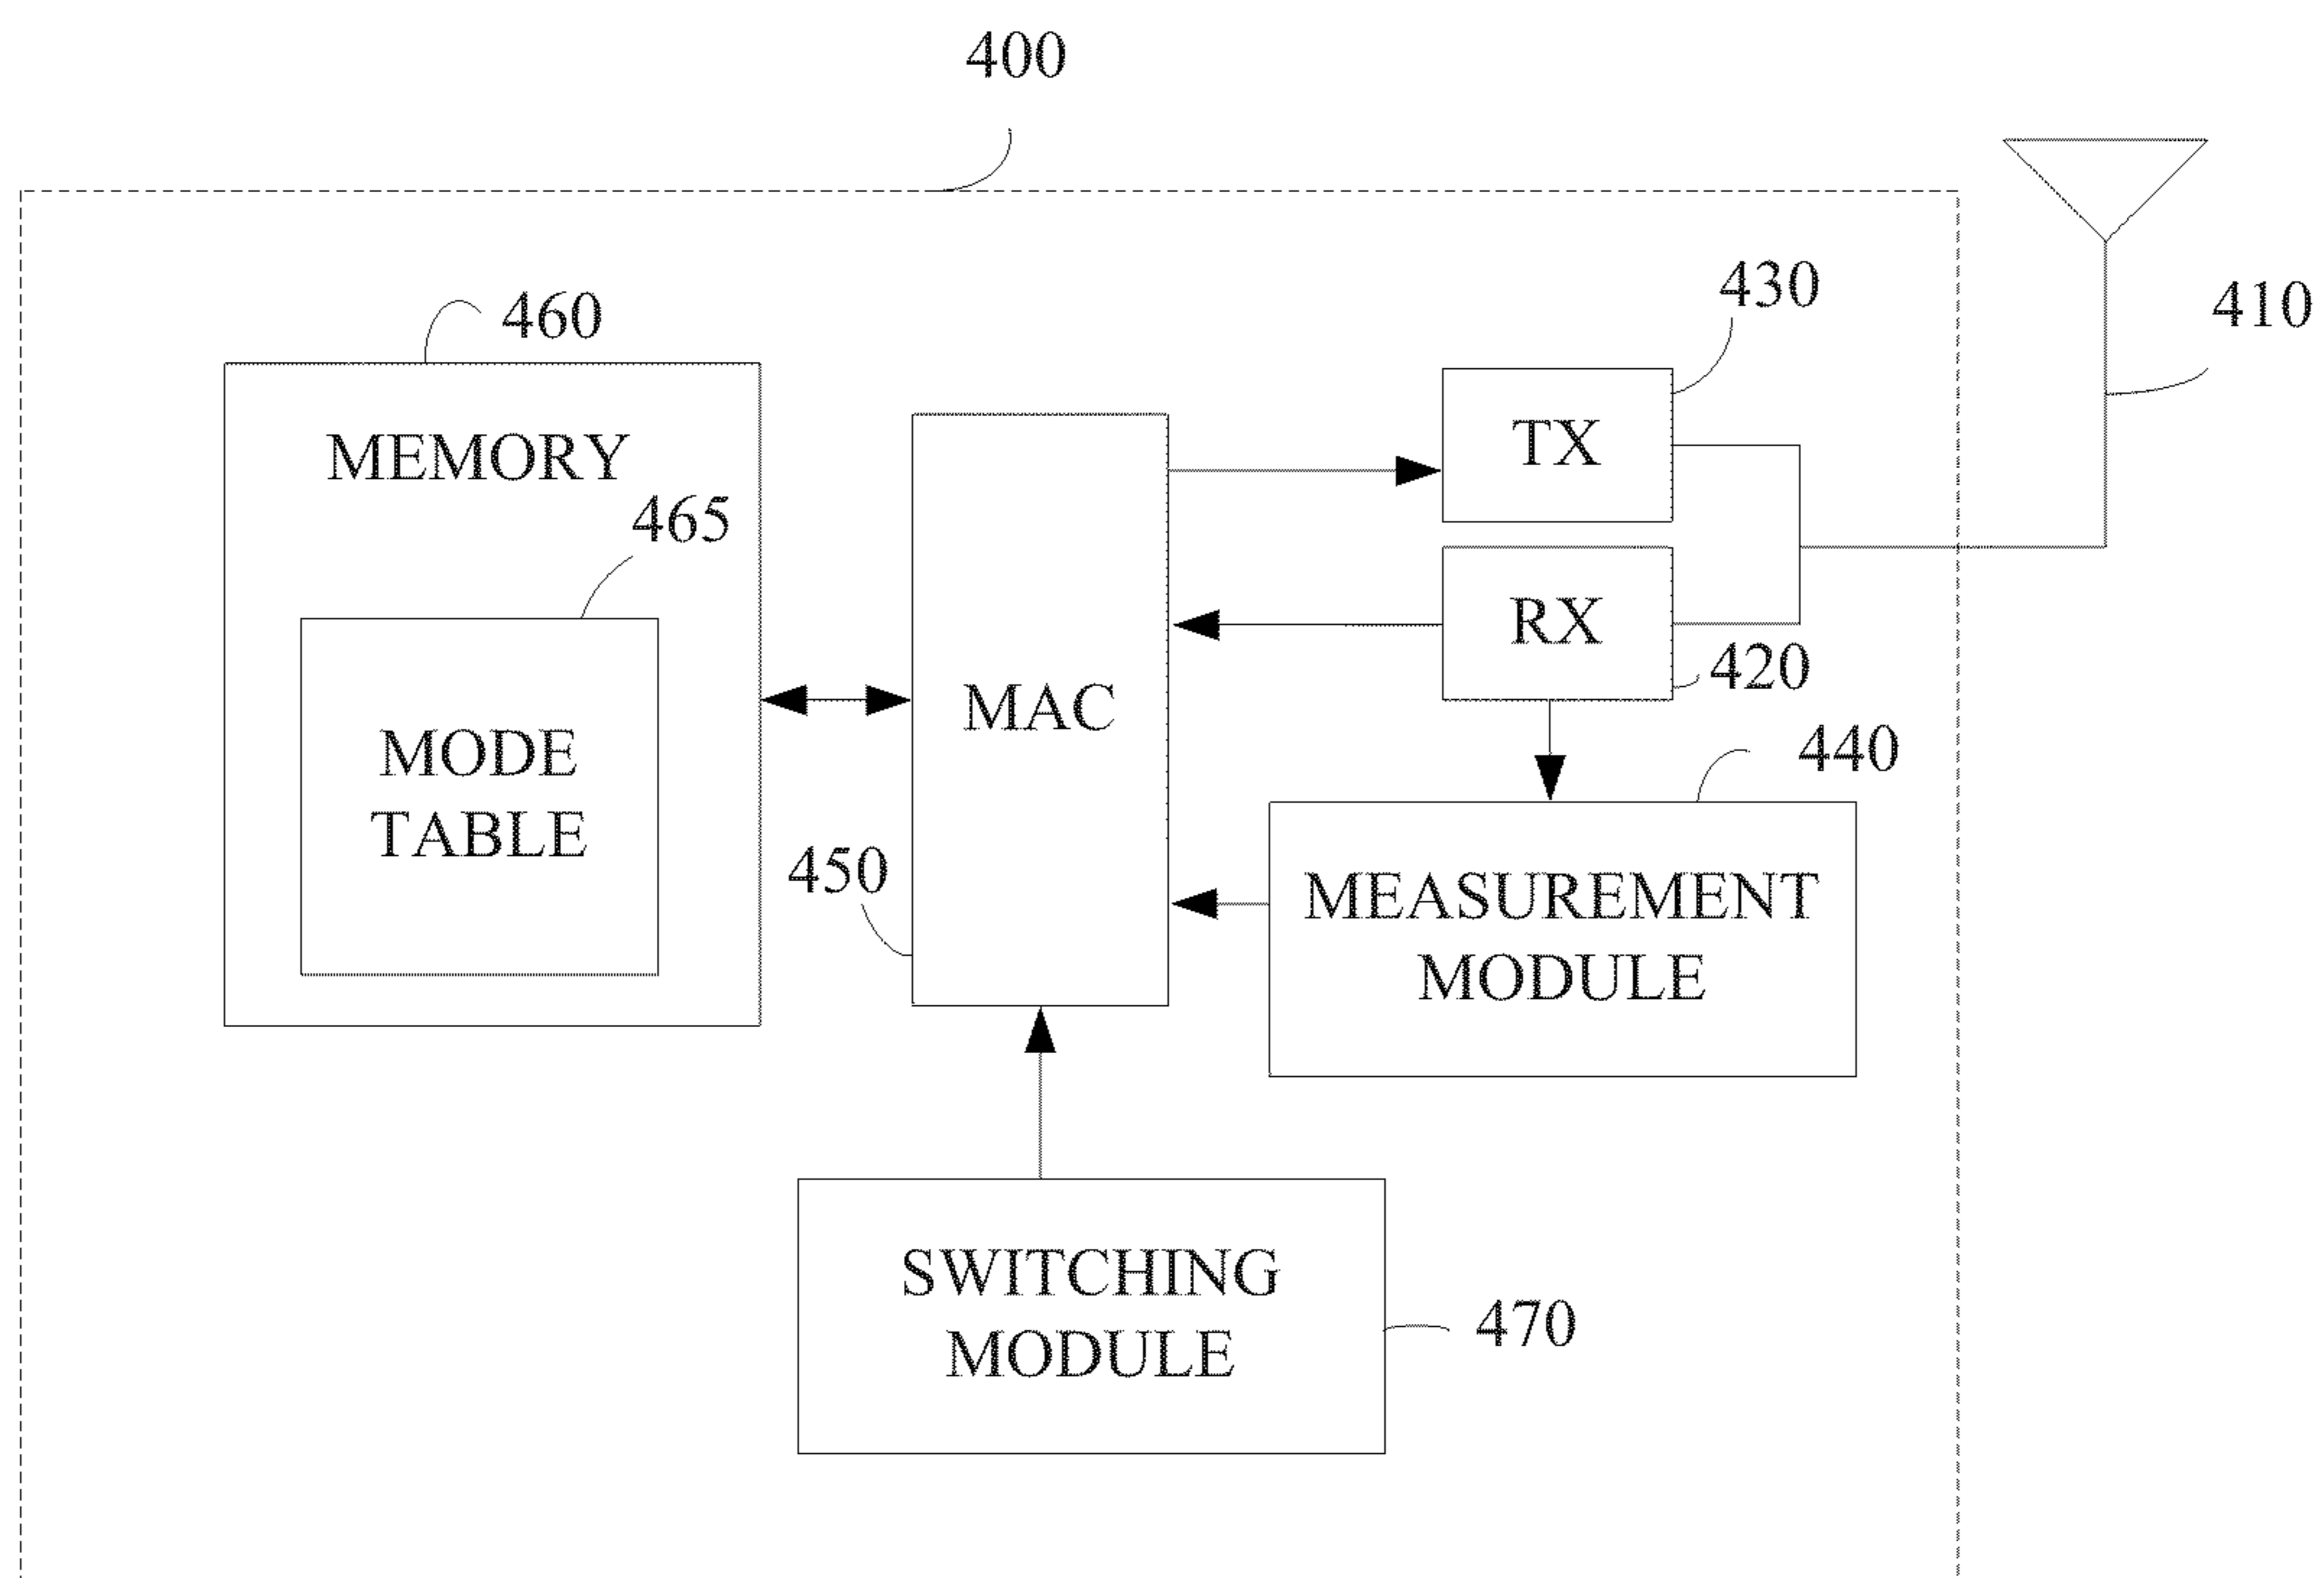 400
460
430
410
MEMORY
TX
465
RX
420
MAC
MODE
TABLE
440
450
MEASUREMENT
MODULE
SWITCHING
MODULE
470